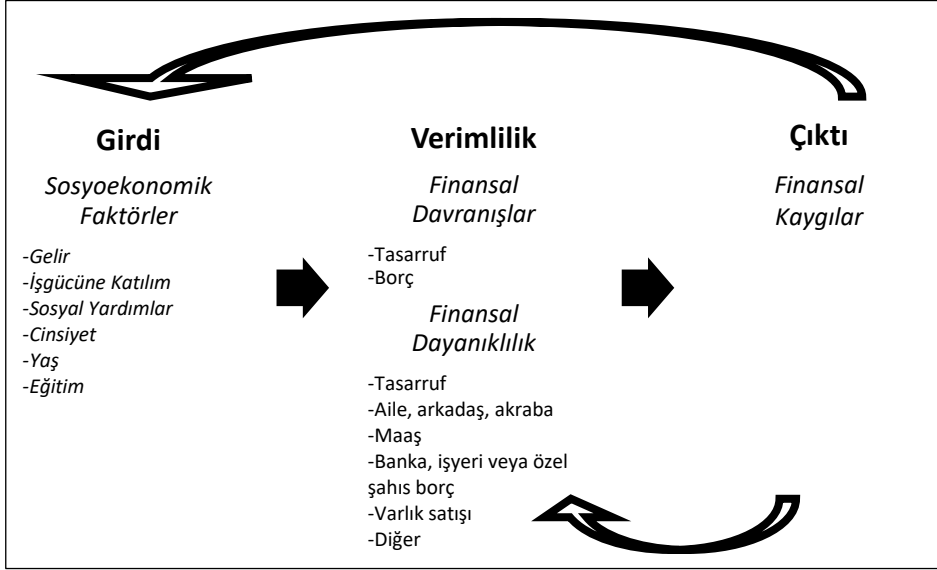 Girdi
Sosyoekonomik
Faktörler
-Gelir
-İşgücüne Katılım
-Sosyal Yardımlar
-Cinsiyet
-Yaş
-Eğitim
Verimlilik
Finansal
Davranışlar
-Tasarruf
-Borç
Finansal
Dayanıklılık
-Tasarruf
-Aile, arkadaş, akraba
-Maaş
-Banka, işyeri veya özel
şahıs borç
-Varlık satışı
-Diğer
Çıktı
Finansal
Kaygılar